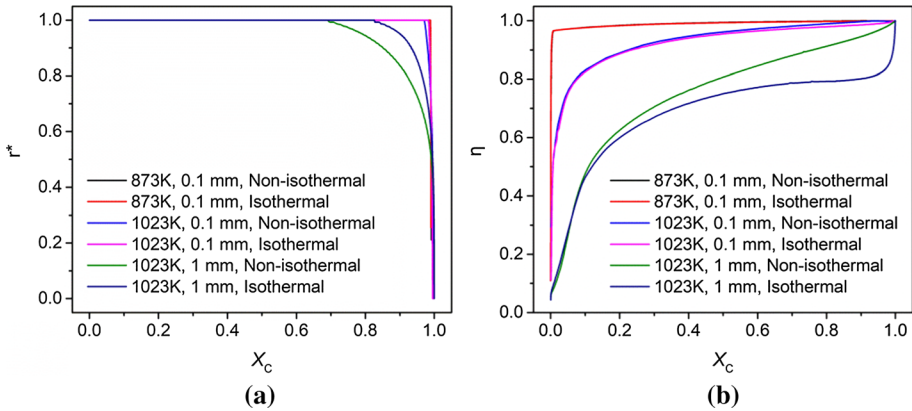 1.0
0.8
0.6
0.4
0.2
0.0
r*
873K, 0.1 mm, Non-isothermal
873K, 0.1 mm, Isothermal
1023K, 0.1 mm, Non-isothermal
1023K, 0.1 mm, Isothermal
1023K, 1 mm, Non-isothermal
1023K, 1 mm, Isothermal
0.0 0.2 0.4 0.6 0.8 1.0
Xc
(a)
1.0
0.8
0.6
0.4
0.2
0.0
η
873K, 0.1 mm, Non-isothermal
873K, 0.1 mm, Isothermal
1023K, 0.1 mm, Non-isothermal
1023K, 0.1 mm, Isothermal
1023K, 1 mm, Non-isothermal
1023K, 1 mm, Isothermal
0.0 0.2 0.4 0.6 0.8 1.0
Xc
(b)